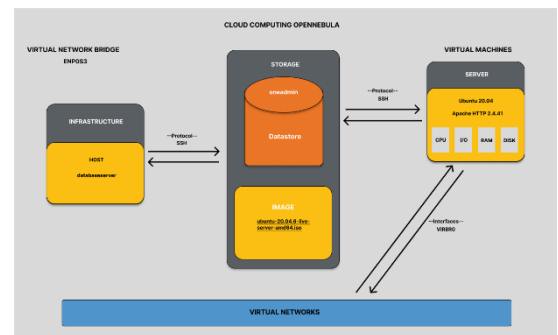 CLOUD COMPUTING OPENNEBULA
VIRTUAL NETWORK BRIDGE
ENP0S3
VIRTUAL MACHINES
STORAGE
SERVER
oneadmin
Datastore
INFRASTRUCTURE
HOST
databaseserver
--Protocol--
SSH
--Protocol--
SSH
Ubuntu 20.04
Apache HTTP 2.4.41
CPU
I/O
RAM
DISK
IMAGE
ubuntu-20.04.6-live-
server-amd64.iso
--Interfaces--
VIRBR0
VIRTUAL NETWORKS